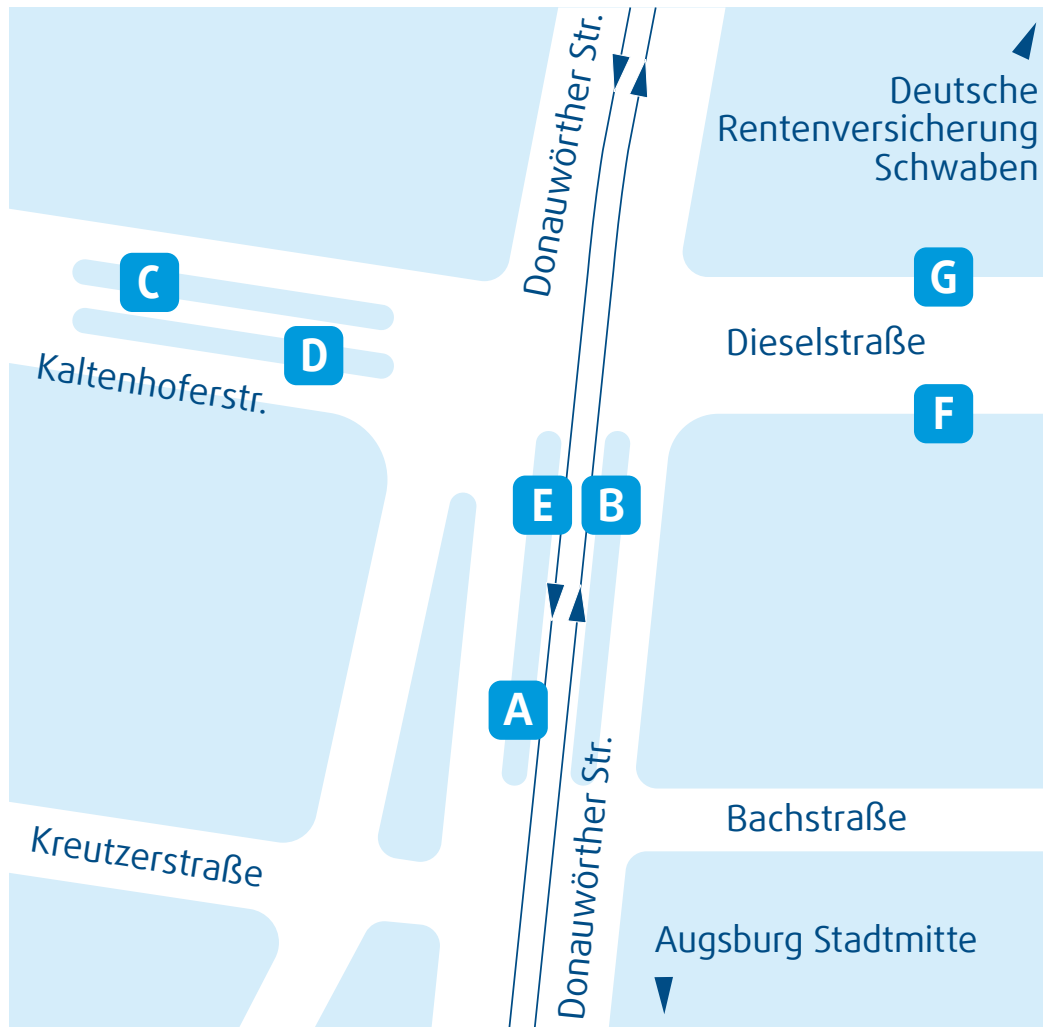 Donauwörther Str.
Deutsche
Rentenversicherung
Schwaben
C
G
D
Dieselstraße
Kaltenhoferstr.
F
E
B
A
Donauwörther Str.
Bachstraße
Kreutzerstraße
Augsburg Stadtmitte